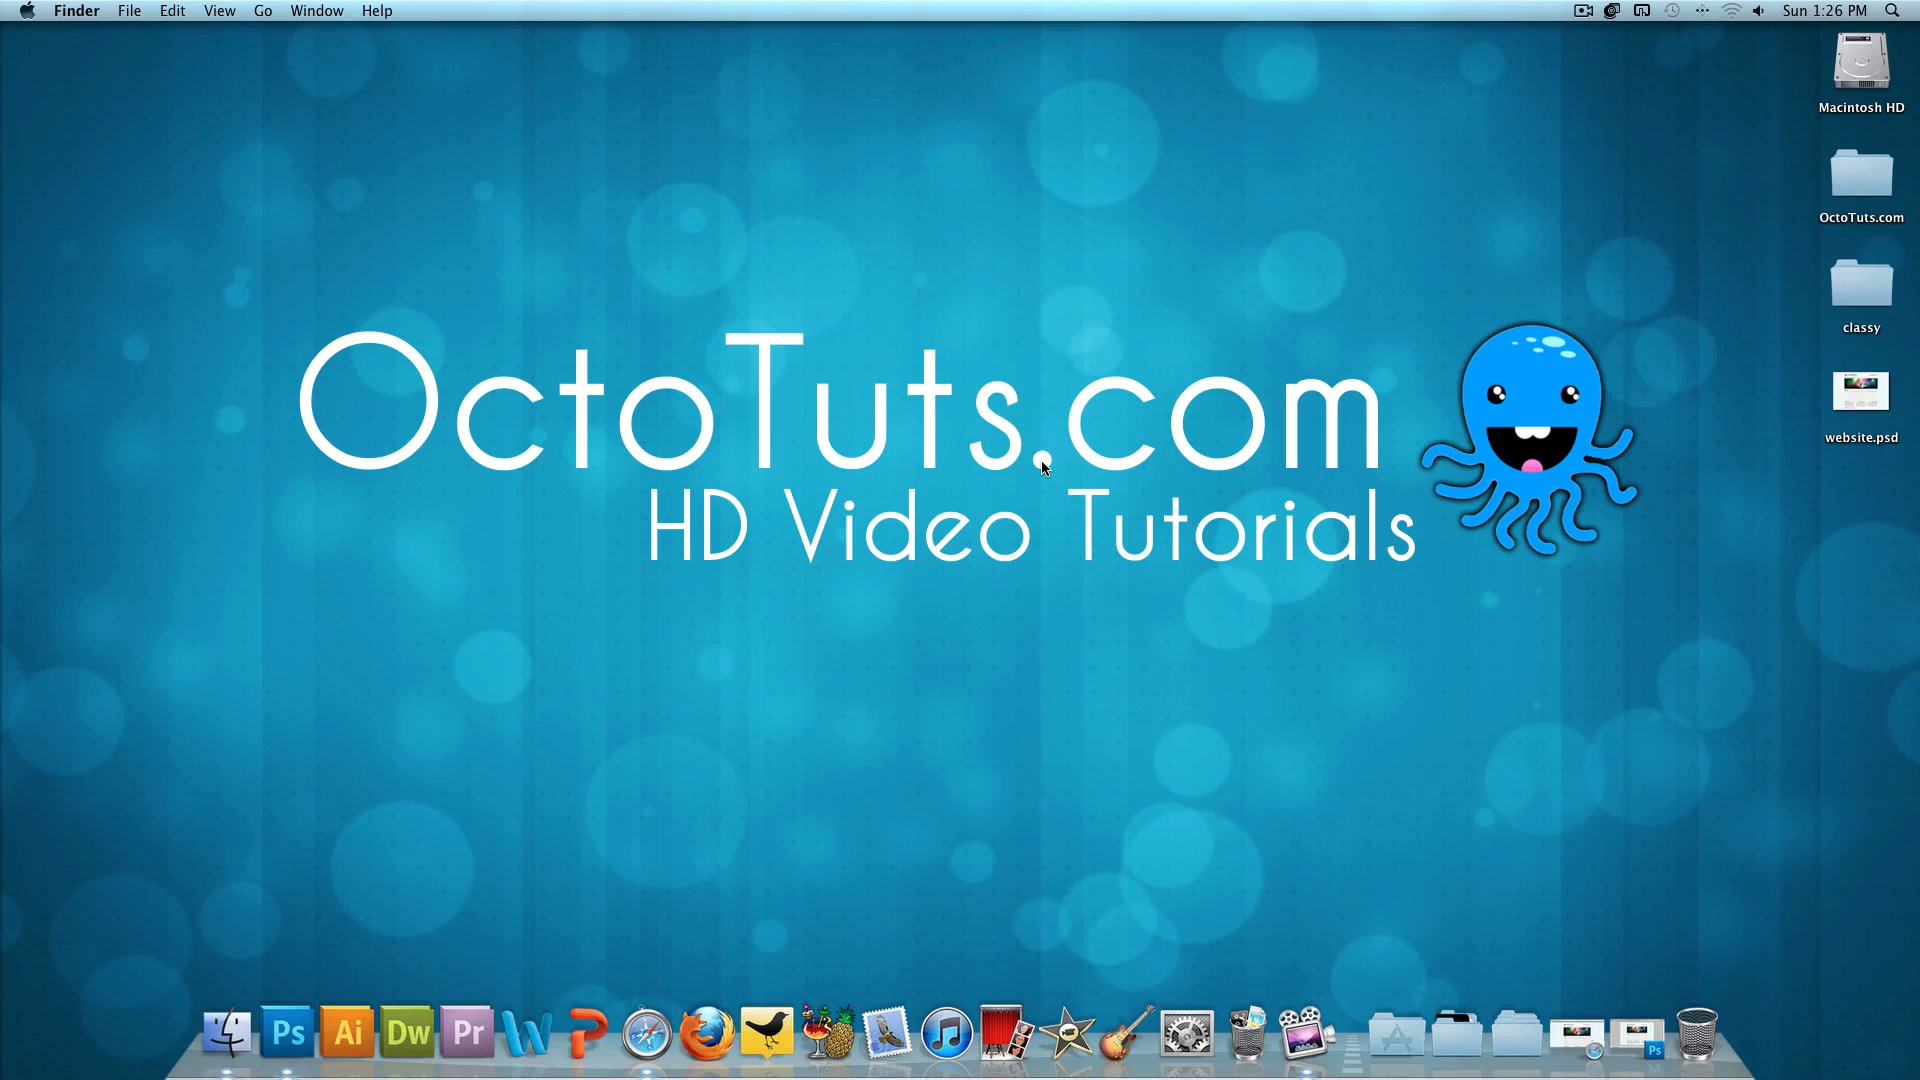 Finder File Edit View Go Window Help Sun 1:26 PM
Macintosh HD
OctoTuts.com
classy
website.psd
OctoTuts.com
HD Video Tutorials
Ps Ai Dw Pr
Ps